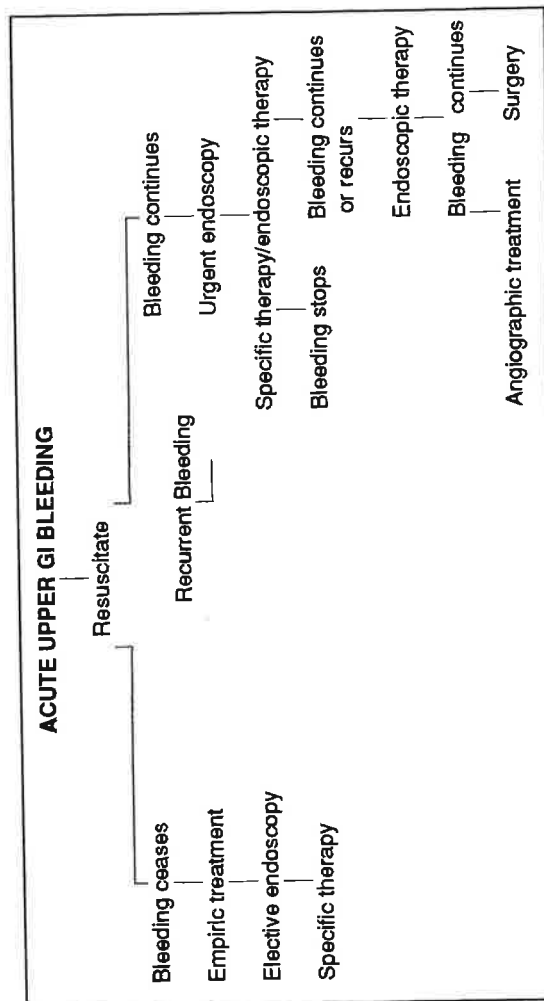 ACUTE UPPER GI BLEEDING
Resuscitate
Bleeding ceases
Empiric treatment
Elective endoscopy
Specific therapy
Recurrent Bleeding
Bleeding continues
Urgent endoscopy
Specific therapy/endoscopic therapy
Bleeding stops
Bleeding continues
or recurs
Endoscopic therapy
Bleeding continues
Angiographic treatment
Surgery